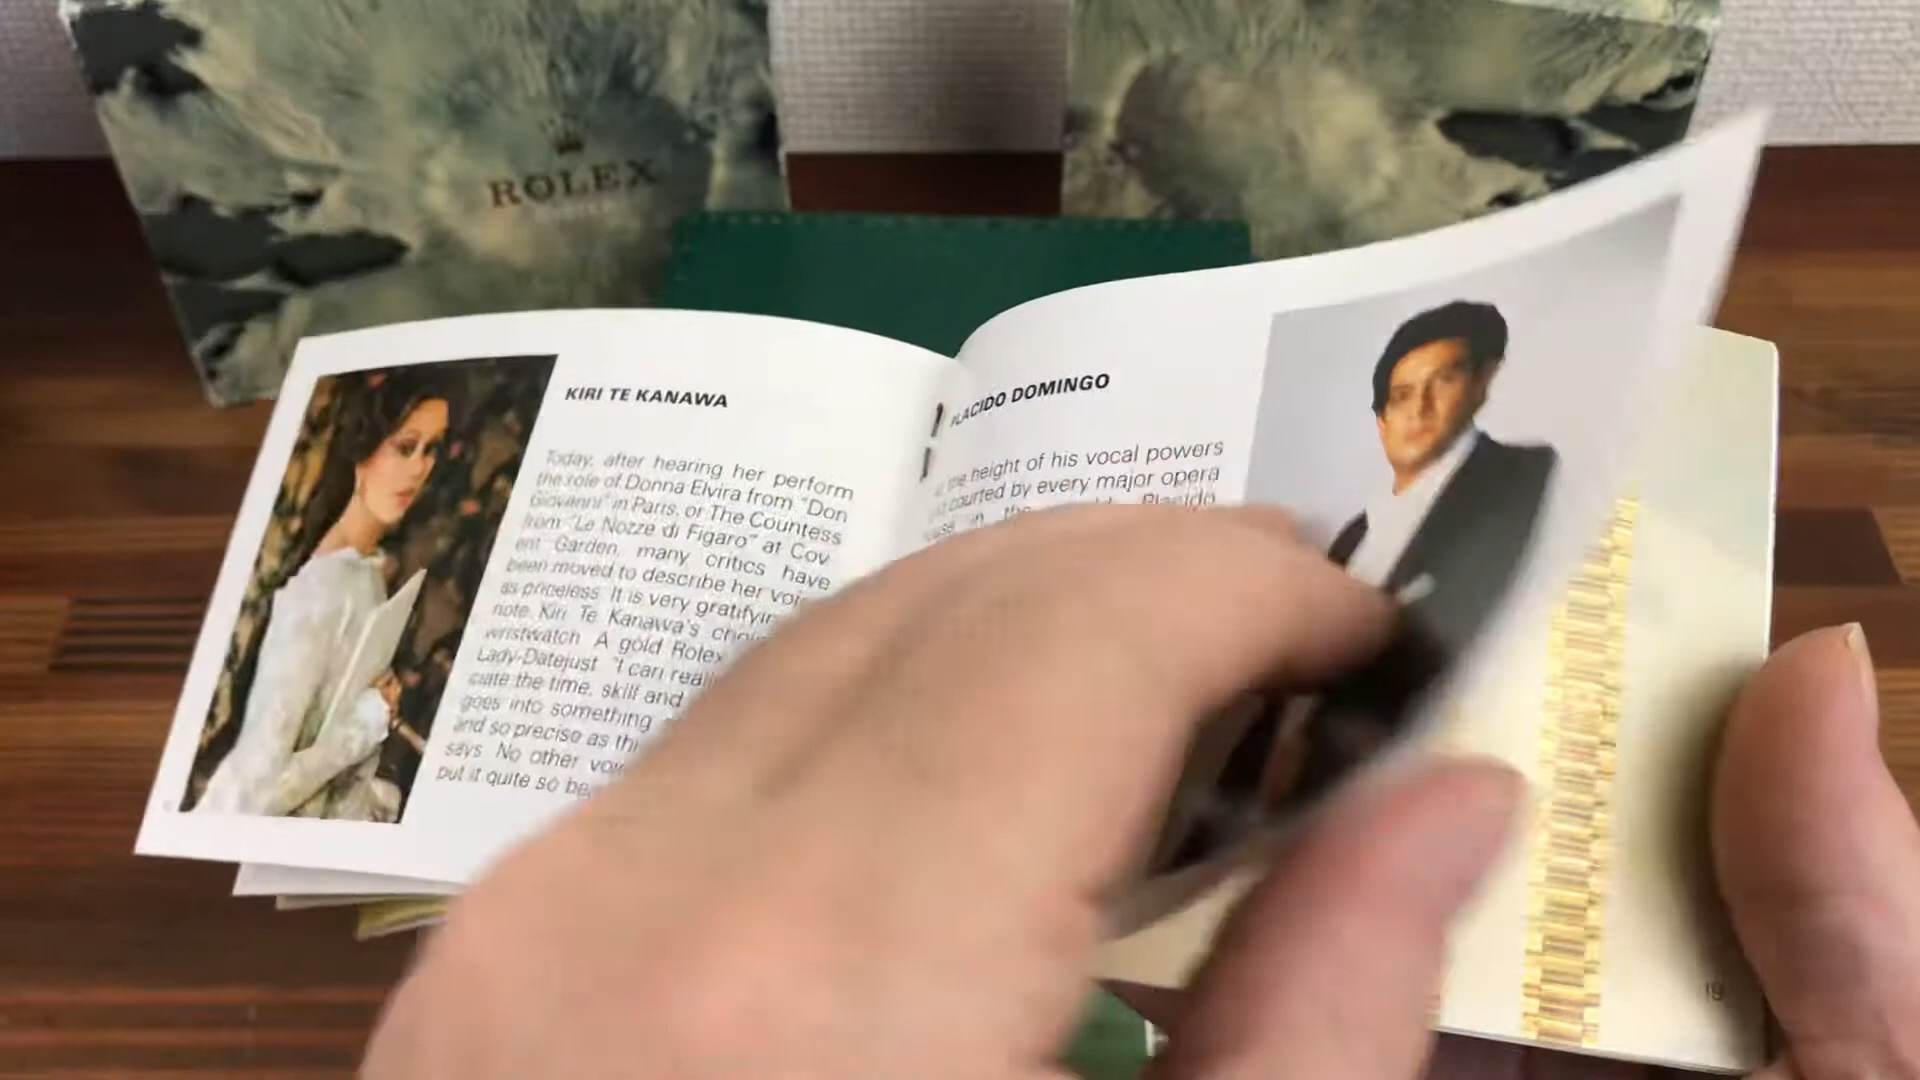 ROLEX
KIRI TE KANAWA
Today, after hearing her perform
the role of Donna Elvira from "Don
Giovanni" in Paris, or The Countess
from "Le Nozze di Figaro" at Cov
ent Garden, many critics have
been moved to describe her voi
as priceless. It is very gratifyin
note Kiri Te Kanawa's choi
wristwatch. A gold Rolex
Lady-Datejust. "I can reall
ciate the time, skill and
goes into something
and so precise as thi
says. No other voi
put it quite so be
PLACIDO DOMINGO
the height of his vocal powers
courted by every major opera
in the Placido
19